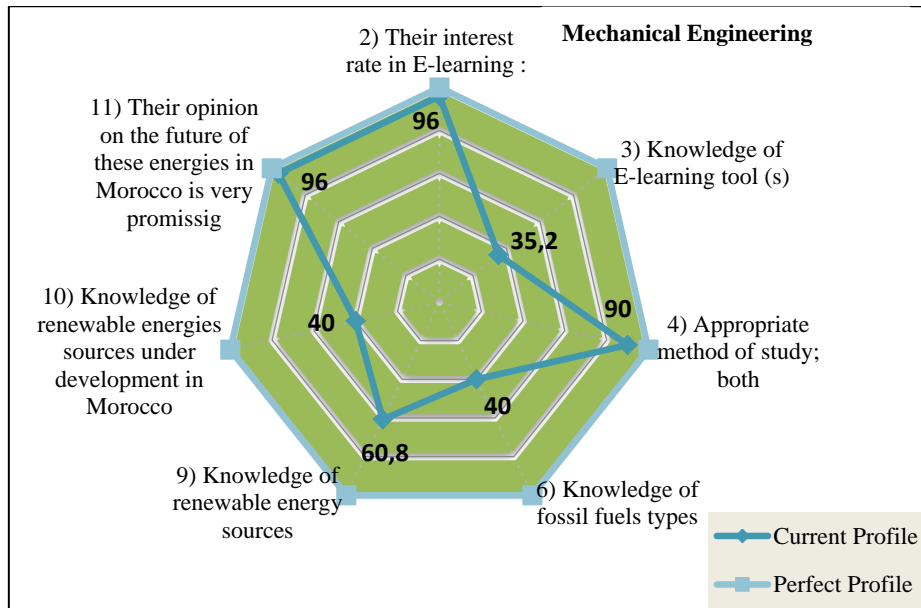 Mechanical Engineering
2) Their interest
rate in E-learning :
96
3) Knowledge of
E-learning tool (s)
35,2
4) Appropriate
method of study;
both
90
6) Knowledge of
fossil fuels types
40
9) Knowledge of
renewable energy
sources
60,8
10) Knowledge of
renewable energies
sources under
development in
Morocco
40
11) Their opinion
on the future of
these energies in
Morocco is very
promissig
96
Current Profile
Perfect Profile